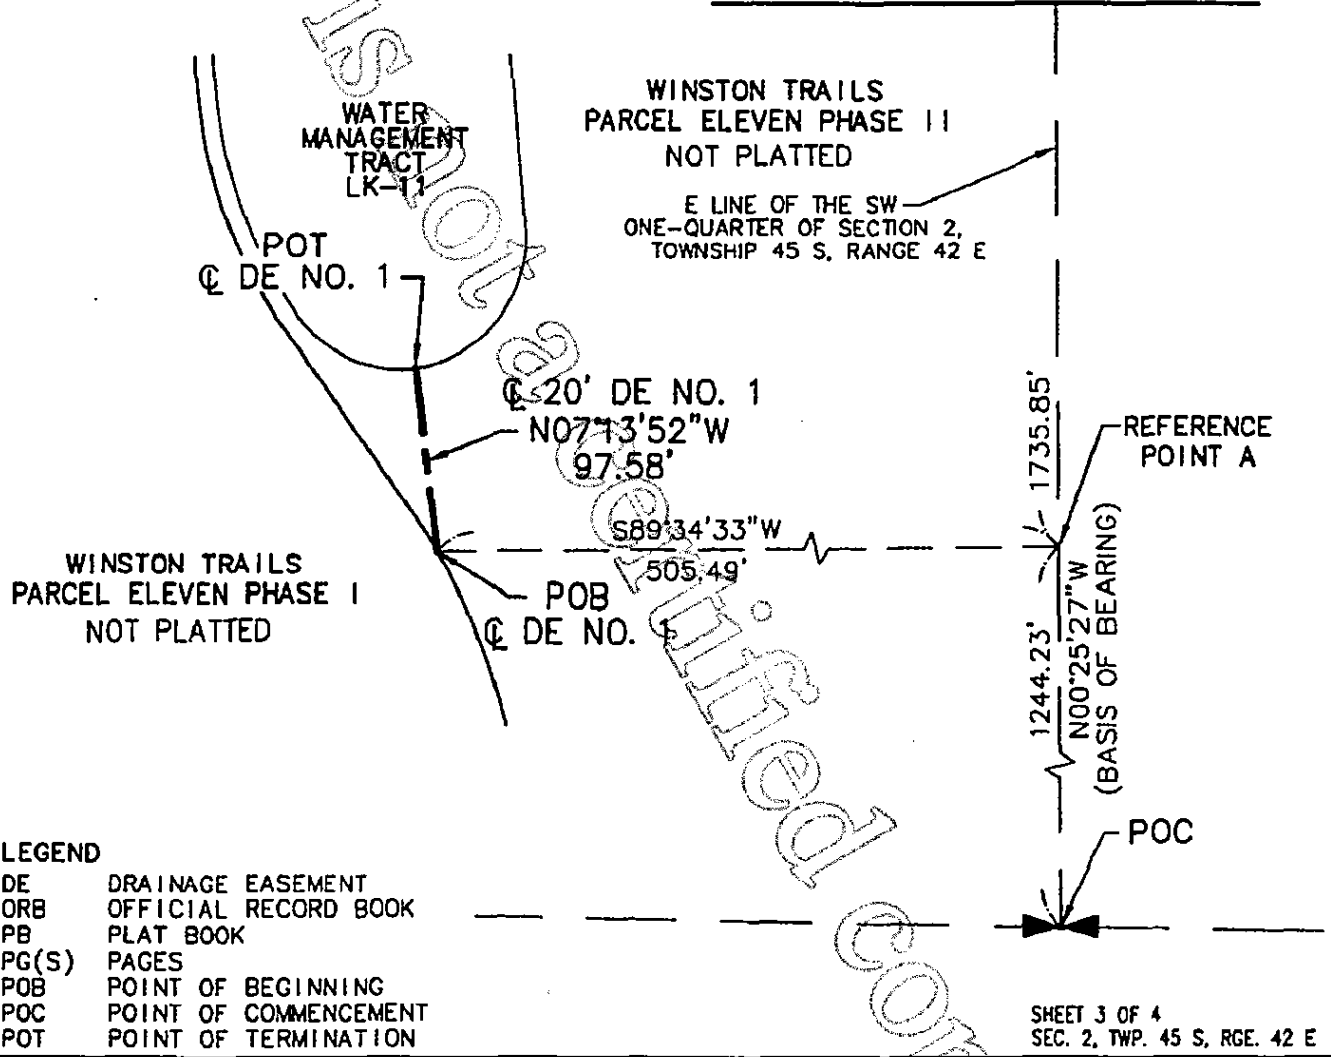 WATER
MANAGEMENT
TRACT
LK-11
WINSTON TRAILS
PARCEL ELEVEN PHASE II
NOT PLATTED
E LINE OF THE SW
ONE-QUARTER OF SECTION 2,
TOWNSHIP 45 S, RANGE 42 E
POT
℄ DE NO. 1
℄ 20' DE NO. 1
N07°13'52"W
97.58'
1735.85'
REFERENCE
POINT A
S89°34'33"W
505.49'
WINSTON TRAILS
PARCEL ELEVEN PHASE I
NOT PLATTED
POB
℄ DE NO. 1
1244.23'
N00°25'27"W
(BASIS OF BEARING)
POC
LEGEND
DE DRAINAGE EASEMENT
ORB OFFICIAL RECORD BOOK
PB PLAT BOOK
PG(S) PAGES
POB POINT OF BEGINNING
POC POINT OF COMMENCEMENT
POT POINT OF TERMINATION
SHEET 3 OF 4
SEC. 2, TWP. 45 S, RGE. 42 E
is not a certified